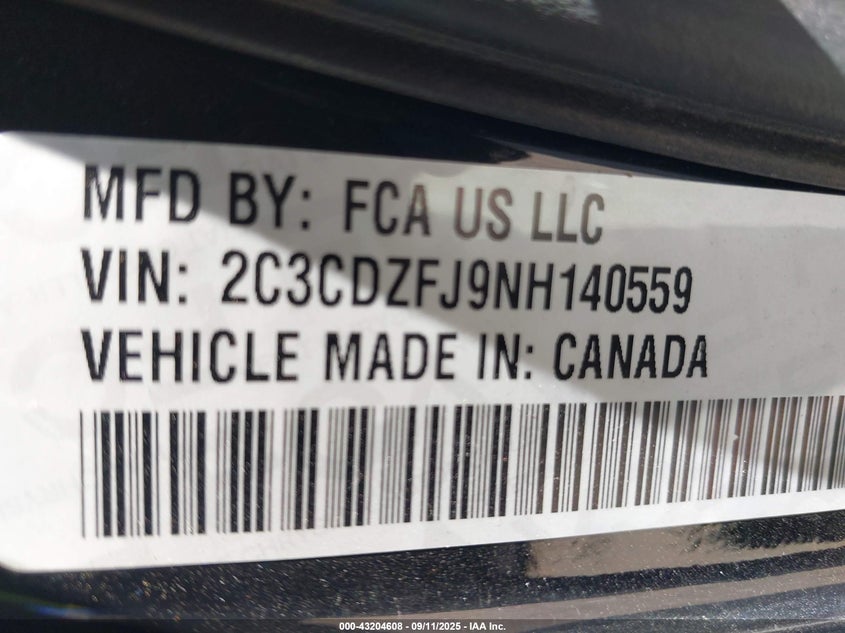 MFD BY: FCA US LLC
VIN: 2C3CDZFJ9NH140559
VEHICLE MADE IN: CANADA
000-43204608 - 09/11/2025 - IAA Inc.